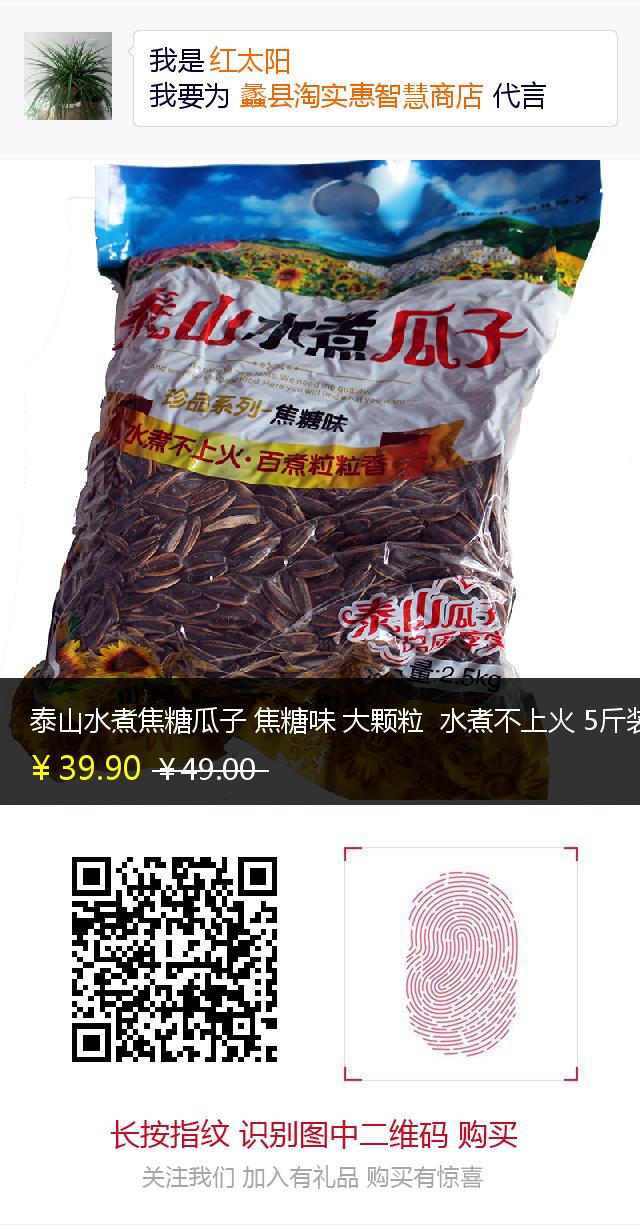 我是 红太阳
我要为 蠡县淘实惠智慧商店 代言
泰山水煮瓜子
珍品系列-焦糖味
水煮不上火·百煮粒粒香
泰山瓜子
量:2.5kg
泰山水煮焦糖瓜子 焦糖味 大颗粒 水煮不上火 5斤装
¥ 39.90 ¥49.00
长按指纹 识别图中二维码 购买
关注我们 加入有礼品 购买有惊喜